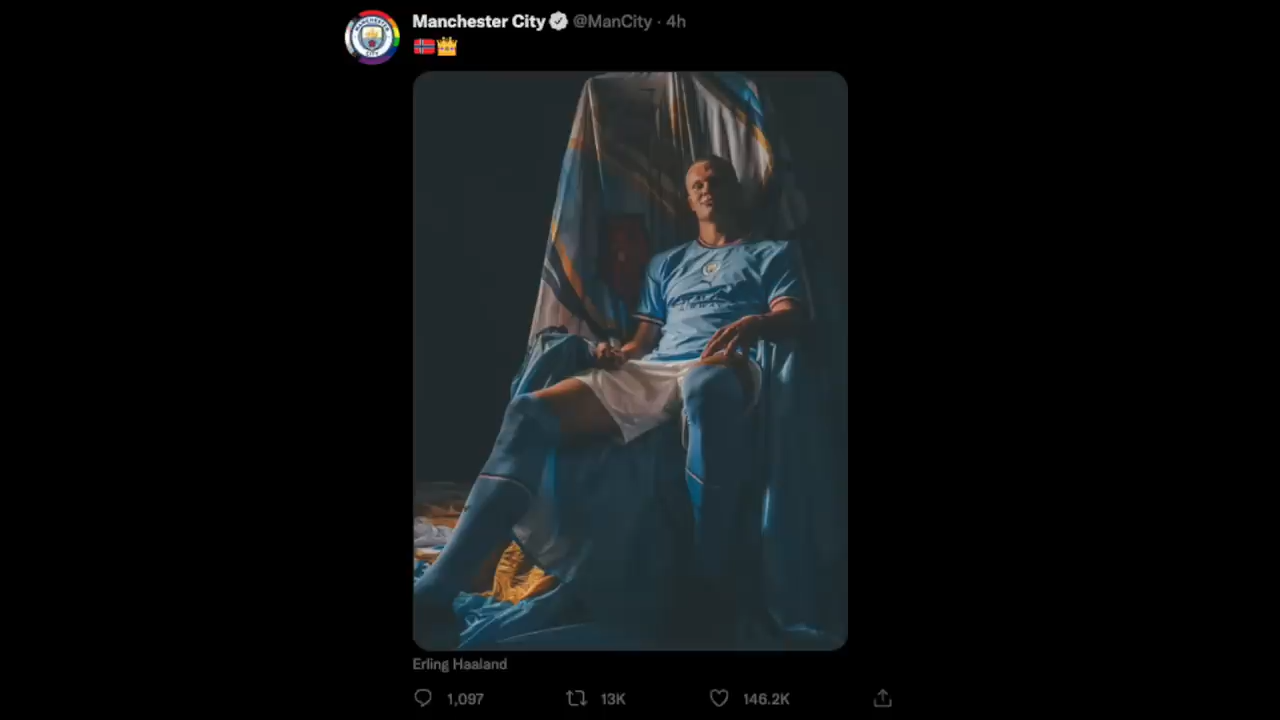 Manchester City @ManCity · 4h
🇳🇴👑
Erling Haaland
1,097 13K 146.2K